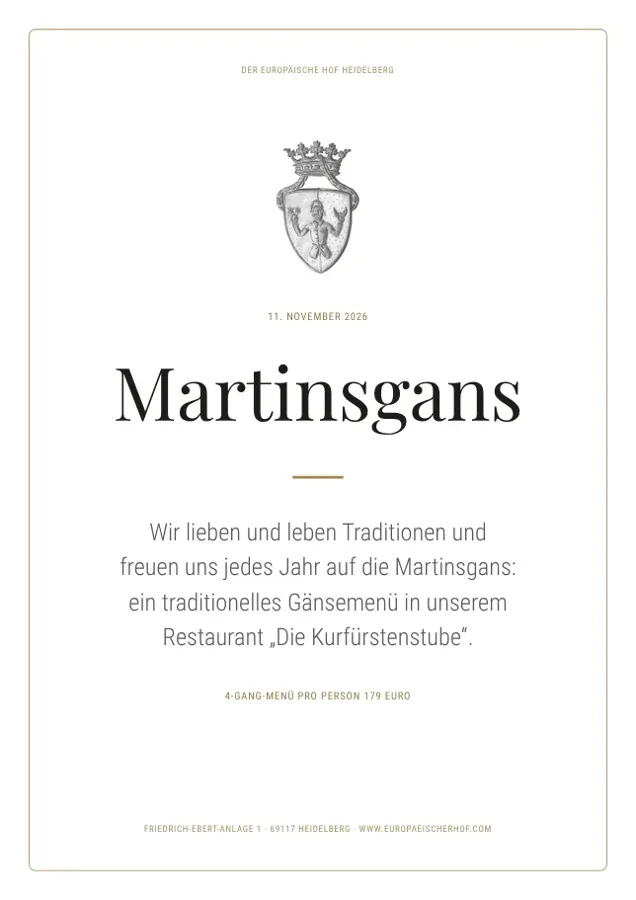 DER EUROPÄISCHE HOF HEIDELBERG
11. NOVEMBER 2026
Martinsgans
Wir lieben und leben Traditionen und
freuen uns jedes Jahr auf die Martinsgans:
ein traditionelles Gänsemenü in unserem
Restaurant „Die Kurfürstenstube“.
4-GANG-MENÜ PRO PERSON 179 EURO
FRIEDRICH-EBERT-ANLAGE 1 · 69117 HEIDELBERG · WWW.EUROPAEISCHERHOF.COM